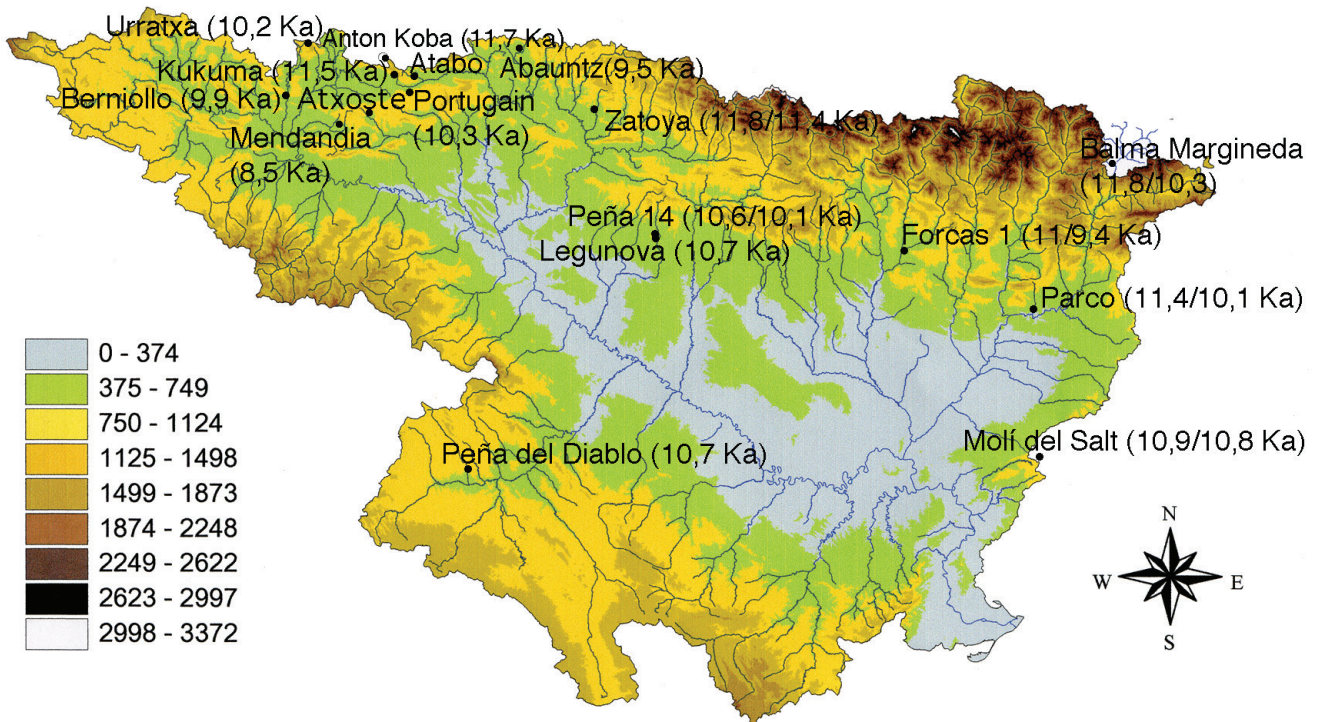 Urratxa (10,2 Ka)
Anton Koba (11,7 Ka)
Kukuma (11,5 Ka)
Atabo
Abauntz(9,5 Ka)
Berniollo (9,9 Ka)
Atxoste
Portugain
(10,3 Ka)
Mendandia
(8,5 Ka)
Zatoya (11,8/11,4 Ka)
Balma Margineda
(11,8/10,3)
Peña 14 (10,6/10,1 Ka)
Legunova (10,7 Ka)
Forcas 1 (11/9,4 Ka)
Parco (11,4/10,1 Ka)
Molí del Salt (10,9/10,8 Ka)
Peña del Diablo (10,7 Ka)
0 - 374
375 - 749
750 - 1124
1125 - 1498
1499 - 1873
1874 - 2248
2249 - 2622
2623 - 2997
2998 - 3372
N
W E
S